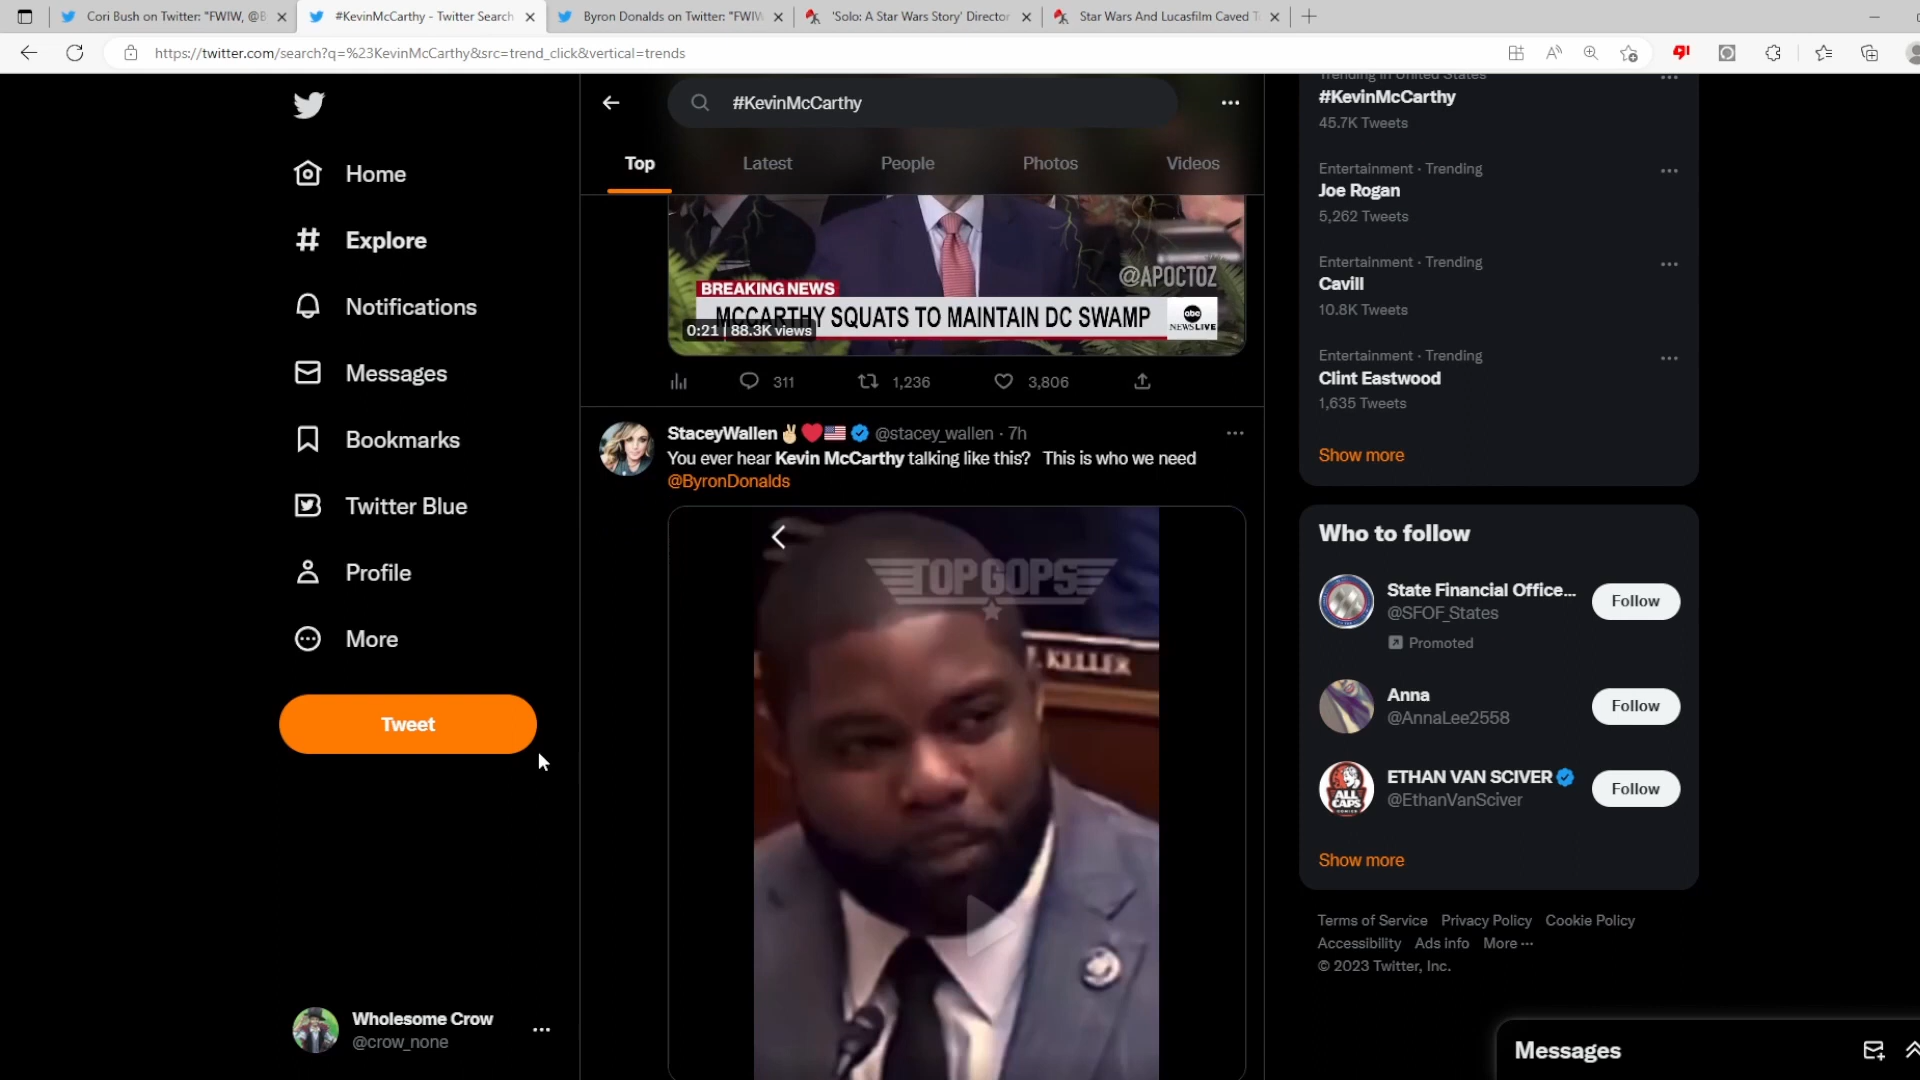 Cori Bush on Twitter: "FWIW, @B
#KevinMcCarthy - Twitter Search
Byron Donalds on Twitter: "FWIW
'Solo: A Star Wars Story' Director
Star Wars And Lucasfilm Caved T
https://twitter.com/search?q=%23KevinMcCarthy&src=trend_click&vertical=trends
Home
Explore
Notifications
Messages
Bookmarks
Twitter Blue
Profile
More
Tweet
Wholesome Crow
@crow_none
#KevinMcCarthy
Top
Latest
People
Photos
Videos
@APOCTOZ
BREAKING NEWS
MCCARTHY SQUATS TO MAINTAIN DC SWAMP
abc
NEWS LIVE
0:21 | 88.3K views
311
1,236
3,806
StaceyWallen @stacey_wallen · 7h
You ever hear Kevin McCarthy talking like this? This is who we need
@ByronDonalds
TOPGOPS
KELLER
Trending in United States
#KevinMcCarthy
45.7K Tweets
Entertainment · Trending
Joe Rogan
5,262 Tweets
Entertainment · Trending
Cavill
10.8K Tweets
Entertainment · Trending
Clint Eastwood
1,635 Tweets
Show more
Who to follow
State Financial Office...
@SFOF_States
Promoted
Follow
Anna
@AnnaLee2558
Follow
ALL CAPS
ETHAN VAN SCIVER
@EthanVanSciver
Follow
Show more
Terms of Service Privacy Policy Cookie Policy
Accessibility Ads info More ···
© 2023 Twitter, Inc.
Messages